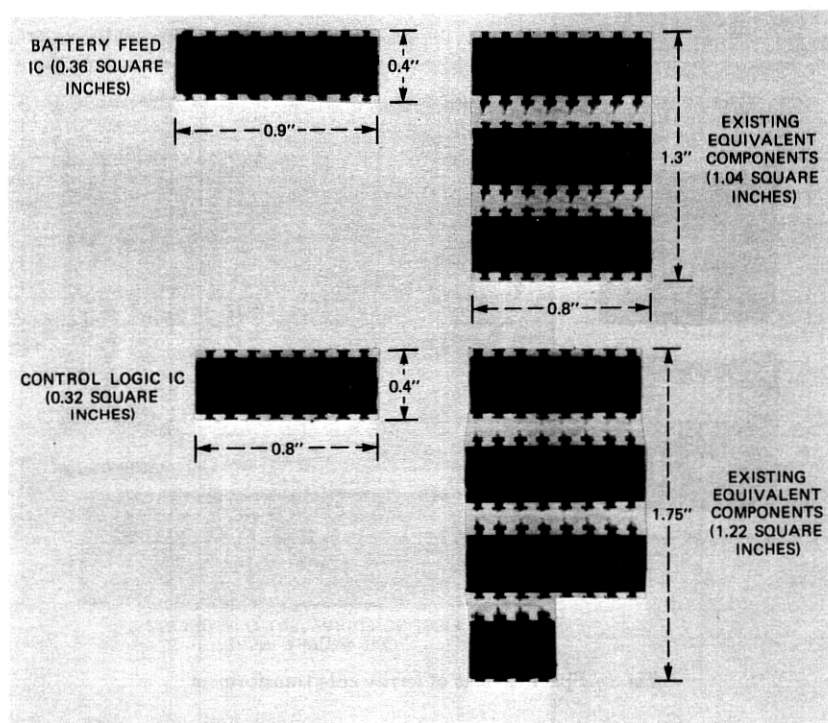 BATTERY FEED
IC (0.36 SQUARE
INCHES)
0.4"
0.9"
1.3"
EXISTING
EQUIVALENT
COMPONENTS
(1.04 SQUARE
INCHES)
0.8"
CONTROL LOGIC IC
(0.32 SQUARE
INCHES)
0.4"
0.8"
1.75"
EXISTING
EQUIVALENT
COMPONENTS
(1.22 SQUARE
INCHES)